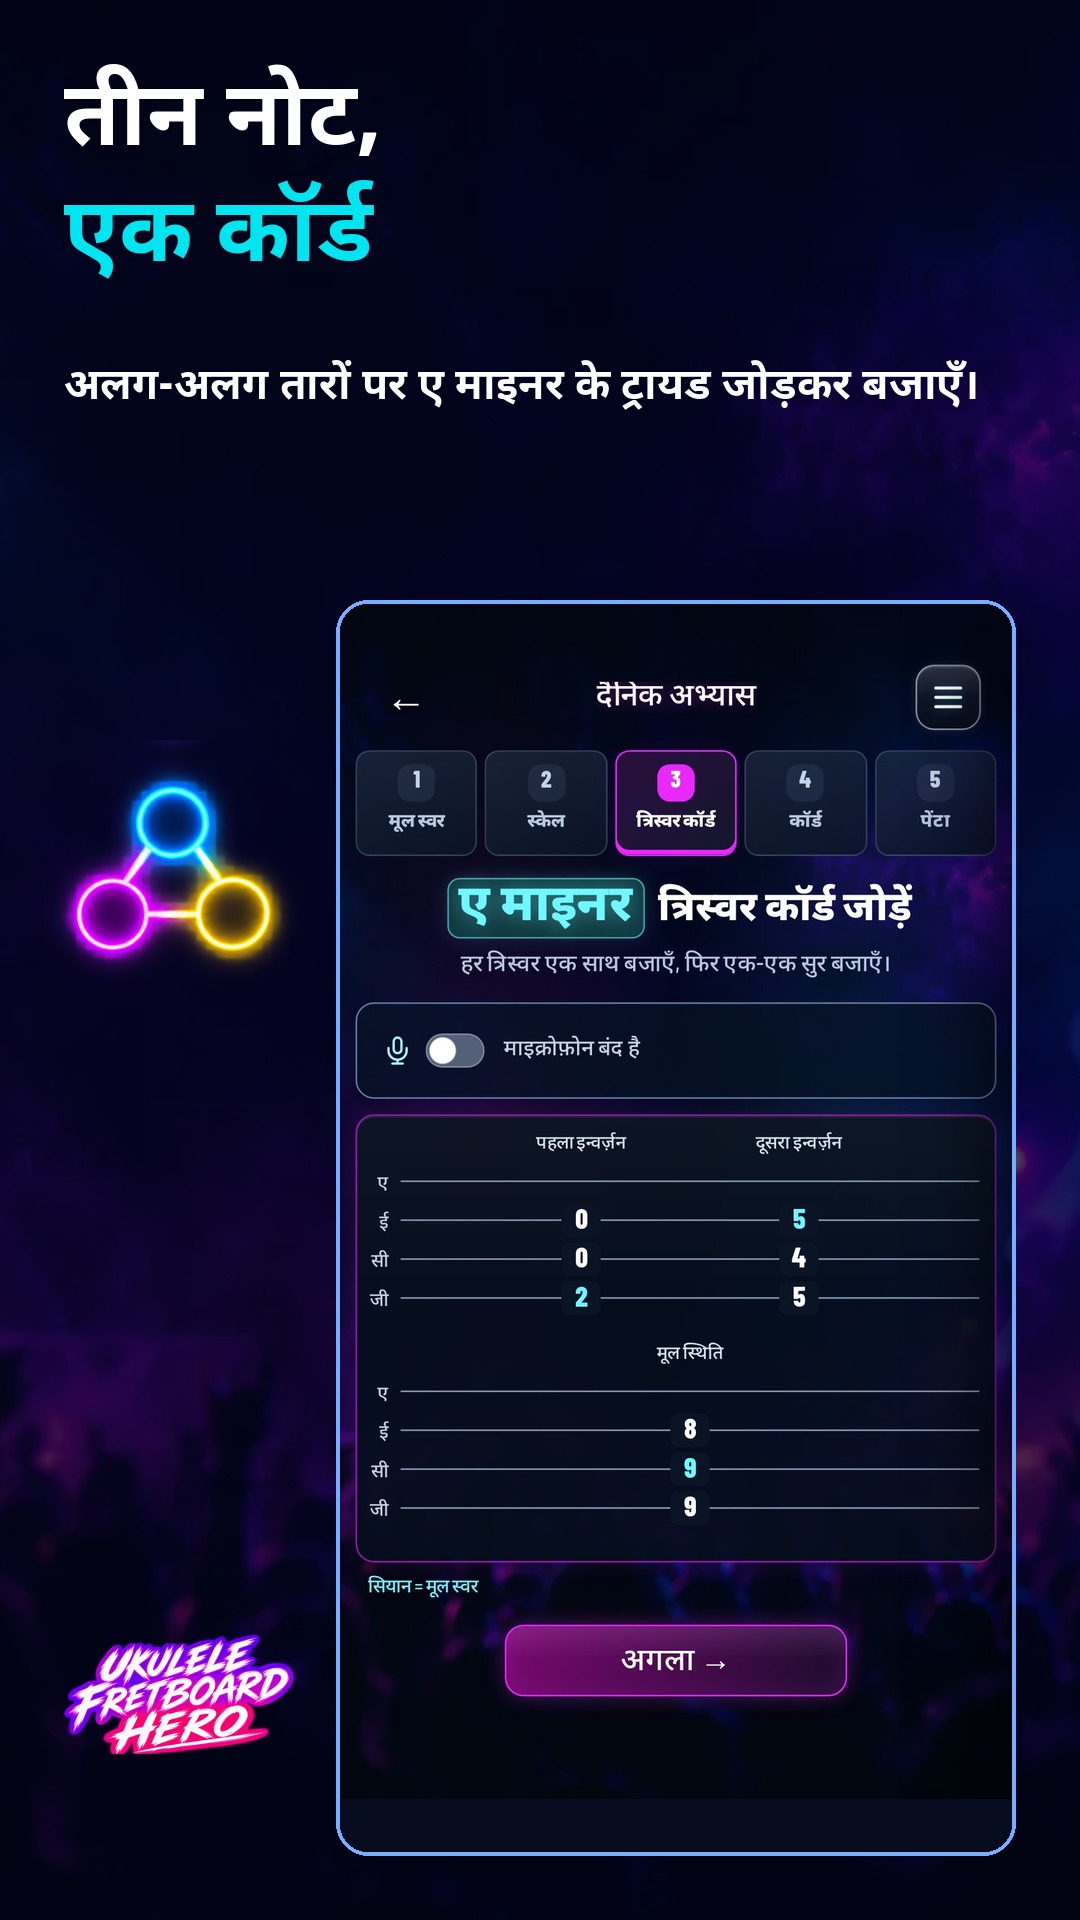 तीन नोट,
एक कॉर्ड
अलग-अलग तारों पर ए माइनर के ट्रायड जोड़कर बजाएँ।
← दैनिक अभ्यास
1 2 3 4 5
मूल स्वर स्केल त्रिस्वर कॉर्ड कॉर्ड पेंटा
ए माइनर त्रिस्वर कॉर्ड जोड़ें
हर त्रिस्वर एक साथ बजाएँ, फिर एक-एक सुर बजाएँ।
माइक्रोफ़ोन बंद है
पहला इन्वर्ज़न दूसरा इन्वर्ज़न
ए
ई 0 5
सी 0 4
जी 2 5
मूल स्थिति
ए
ई 8
सी 9
जी 9
सियान = मूल स्वर
अगला →
UKULELE
FRETBOARD
HERO